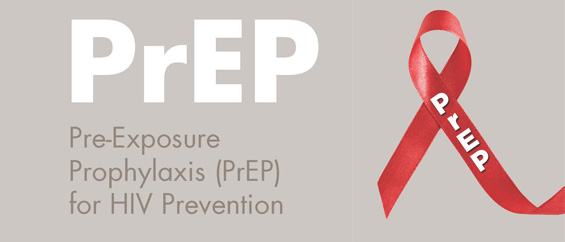 PrEP
Pre-Exposure
Prophylaxis (PrEP)
for HIV Prevention
PrEP